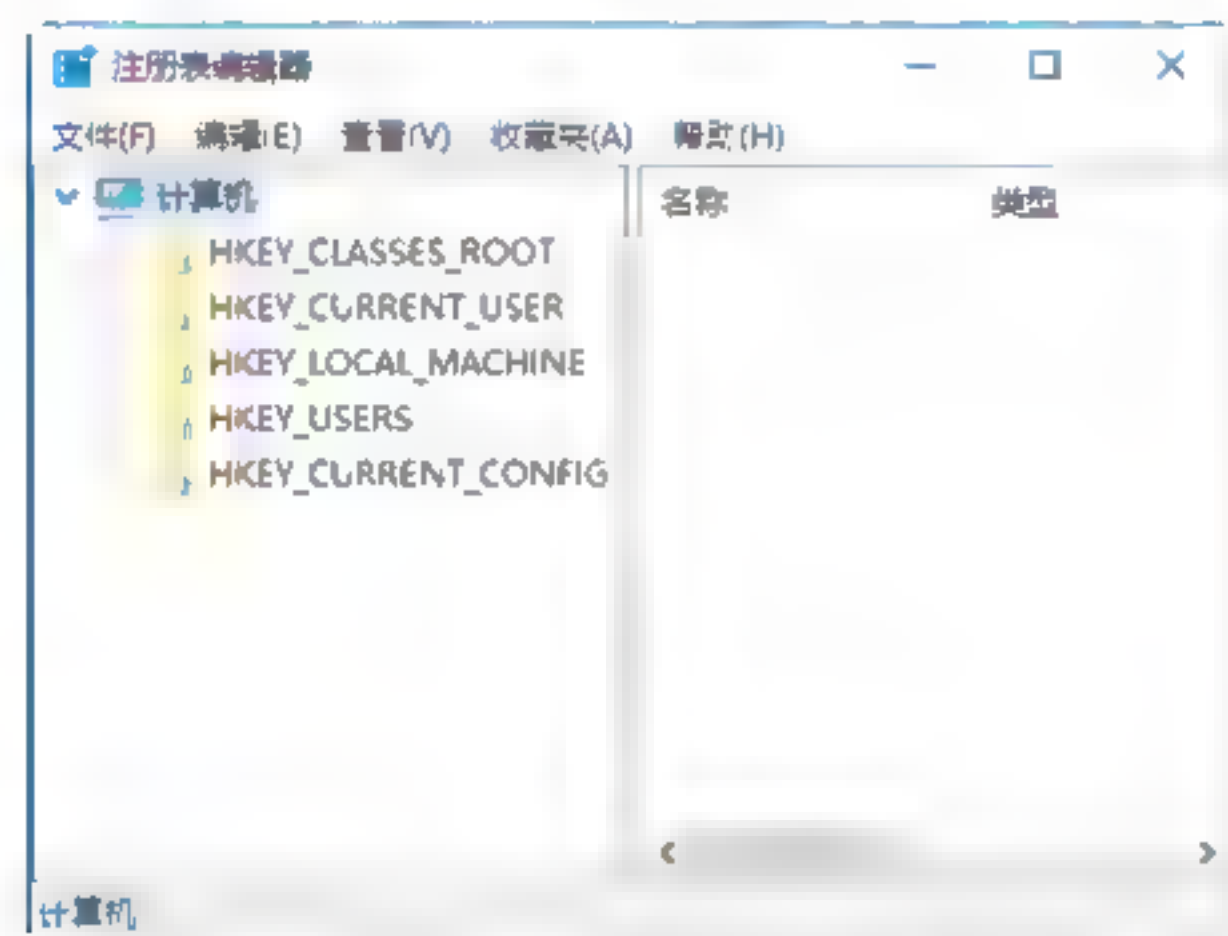 注册表编辑器
文件(F) 编辑(E) 查看(V) 收藏夹(A) 帮助(H)
计算机
名称 类型
HKEY_CLASSES_ROOT
HKEY_CURRENT_USER
HKEY_LOCAL_MACHINE
HKEY_USERS
HKEY_CURRENT_CONFIG
计算机